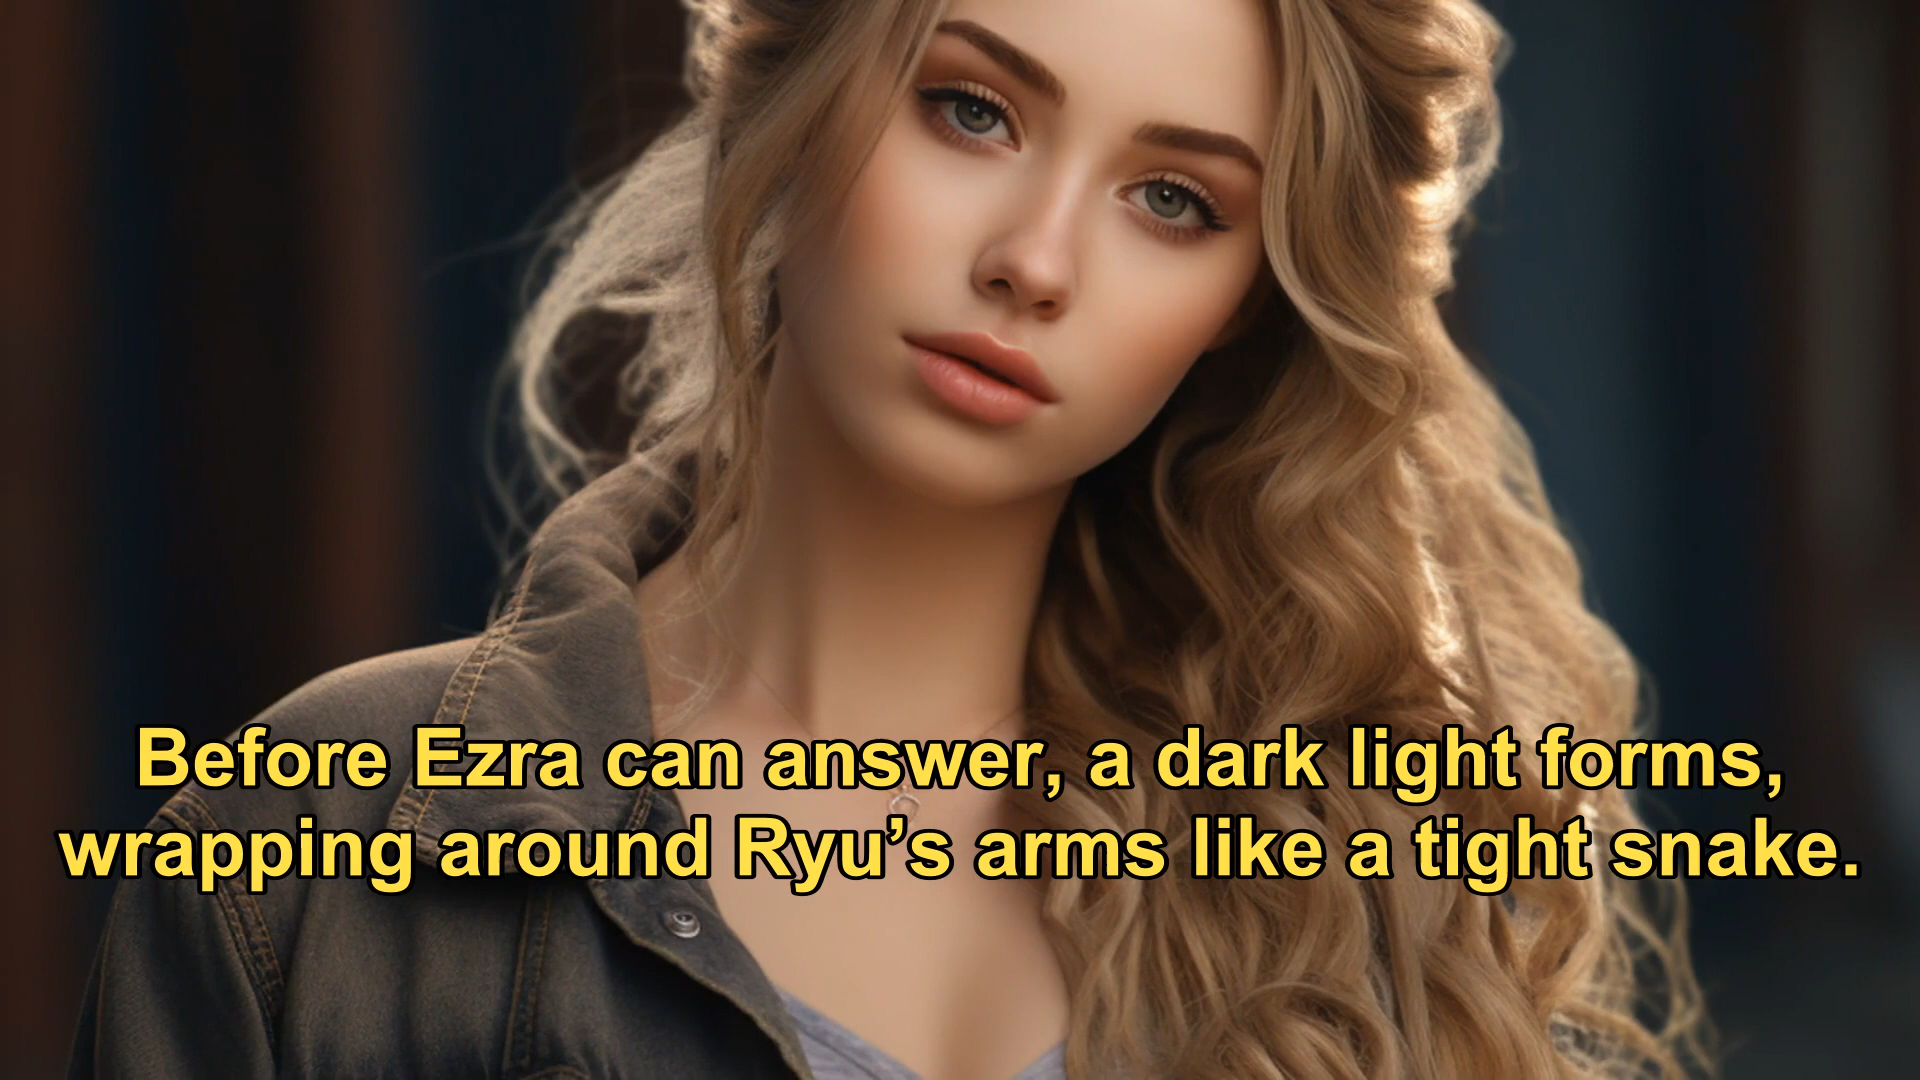 Before Ezra can answer, a dark light forms,
wrapping around Ryu’s arms like a tight snake.